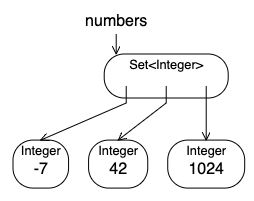 numbers
Set<Integer>
Integer
-7
Integer
42
Integer
1024